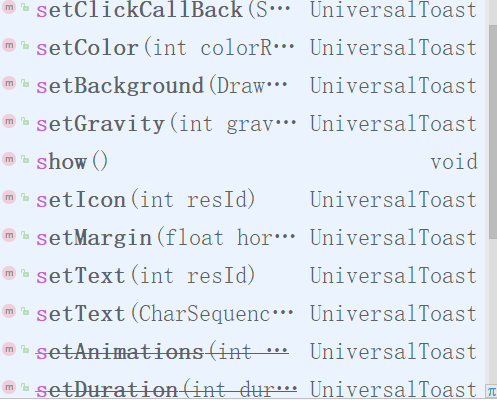 m setClickCallBack(S… UniversalToast
m setColor(int colorR… UniversalToast
m setBackground(Draw… UniversalToast
m setGravity(int grav… UniversalToast
m show() void
m setIcon(int resId) UniversalToast
m setMargin(float hor… UniversalToast
m setText(int resId) UniversalToast
m setText(CharSequenc… UniversalToast
m setAnimations(int … UniversalToast
m setDuration(int dur… UniversalToast
π